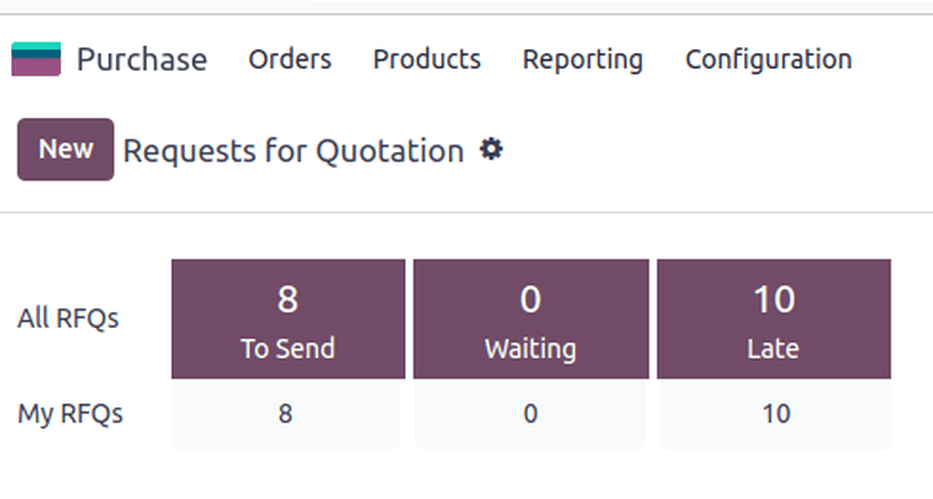 Purchase Orders Products Reporting Configuration
New Requests for Quotation
All RFQs 8 0 10
To Send Waiting Late
My RFQs 8 0 10